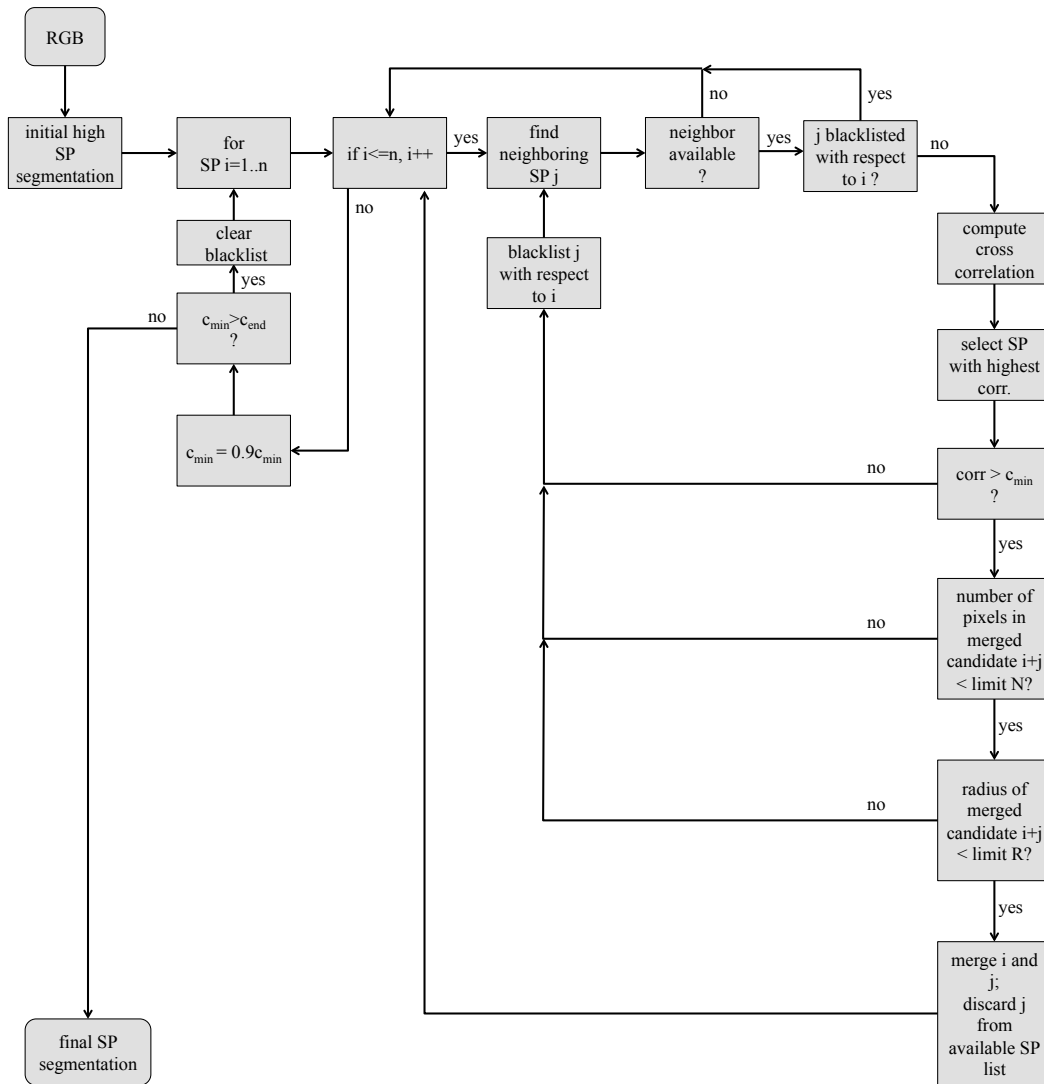 RGB
initial high
SP
segmentation
for
SP i=1..n
if i<=n, i++
yes
find
neighboring
SP j
no
neighbor
available
?
yes
yes
j blacklisted
with respect
to i ?
no
no
clear
blacklist
yes
blacklist j
with respect
to i
compute
cross
correlation
no
c_min>c_end
?
select SP
with highest
corr.
c_min = 0.9c_min
no
corr > c_min
?
yes
no
number of
pixels in
merged
candidate i+j
< limit N?
yes
no
radius of
merged
candidate i+j
< limit R?
yes
merge i and
j;
discard j
from
available SP
list
final SP
segmentation